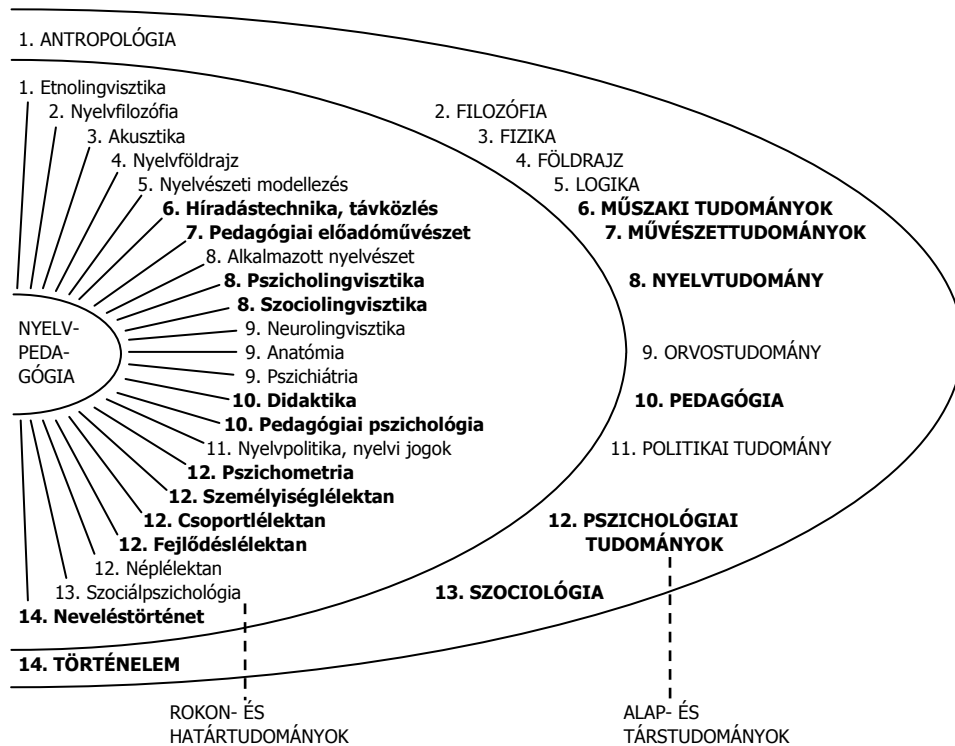 1. ANTROPOLÓGIA
1. Etnolingvisztika
2. Nyelvfilozófia
3. Akusztika
4. Nyelvföldrajz
5. Nyelvészeti modellezés
6. Híradástechnika, távközlés
7. Pedagógiai előadóművészet
8. Alkalmazott nyelvészet
8. Pszicholingvisztika
8. Szociolingvisztika
9. Neurolingvisztika
9. Anatómia
9. Pszichiátria
10. Didaktika
10. Pedagógiai pszichológia
11. Nyelvpolitika, nyelvi jogok
12. Pszichometria
12. Személyiséglélektan
12. Csoportlélektan
12. Fejlődéslélektan
12. Néplélektan
13. Szociálpszichológia
14. Neveléstörténet
NYELV-
PEDA-
GÓGIA
2. FILOZÓFIA
3. FIZIKA
4. FÖLDRAJZ
5. LOGIKA
6. MŰSZAKI TUDOMÁNYOK
7. MŰVÉSZETTUDOMÁNYOK
8. NYELVTUDOMÁNY
9. ORVOSTUDOMÁNY
10. PEDAGÓGIA
11. POLITIKAI TUDOMÁNY
12. PSZICHOLÓGIAI
TUDOMÁNYOK
13. SZOCIOLÓGIA
14. TÖRTÉNELEM
ROKON- ÉS
HATÁRTUDOMÁNYOK
ALAP- ÉS
TÁRSTUDOMÁNYOK